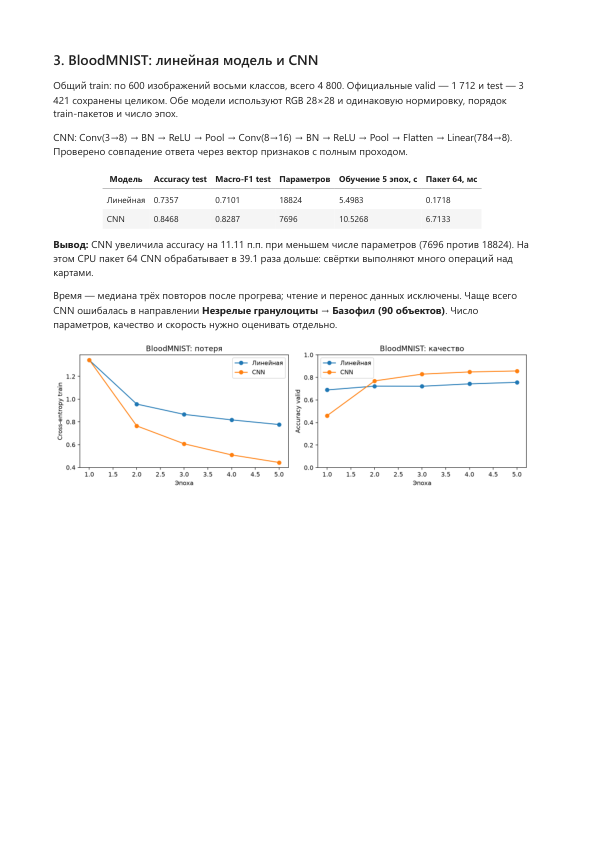 3. BloodMNIST: линейная модель и CNN
Общий train: по 600 изображений восьми классов, всего 4 800. Официальные valid — 1 712 и test — 3
421 сохранены целиком. Обе модели используют RGB 28×28 и одинаковую нормировку, порядок
train-пакетов и число эпох.
CNN: Conv(3→8) → BN → ReLU → Pool → Conv(8→16) → BN → ReLU → Pool → Flatten → Linear(784→8).
Проверено совпадение ответа через вектор признаков с полным проходом.
Модель Accuracy test Macro-F1 test Параметров Обучение 5 эпох, с Пакет 64, мс
Линейная 0.7357 0.7101 18824 5.4983 0.1718
CNN 0.8468 0.8287 7696 10.5268 6.7133
Вывод: CNN увеличила accuracy на 11.11 п.п. при меньшем числе параметров (7696 против 18824). На
этом CPU пакет 64 CNN обрабатывает в 39.1 раза дольше: свёртки выполняют много операций над
картами.
Время — медиана трёх повторов после прогрева; чтение и перенос данных исключены. Чаще всего
CNN ошибалась в направлении Незрелые гранулоциты → Базофил (90 объектов). Число
параметров, качество и скорость нужно оценивать отдельно.
BloodMNIST: потеря
Линейная
CNN
Cross-entropy train
1.2
1.0
0.8
0.6
0.4
1.0 1.5 2.0 2.5 3.0 3.5 4.0 4.5 5.0
Эпоха
BloodMNIST: качество
Линейная
CNN
Accuracy valid
1.0
0.8
0.6
0.4
0.2
0.0
1.0 1.5 2.0 2.5 3.0 3.5 4.0 4.5 5.0
Эпоха